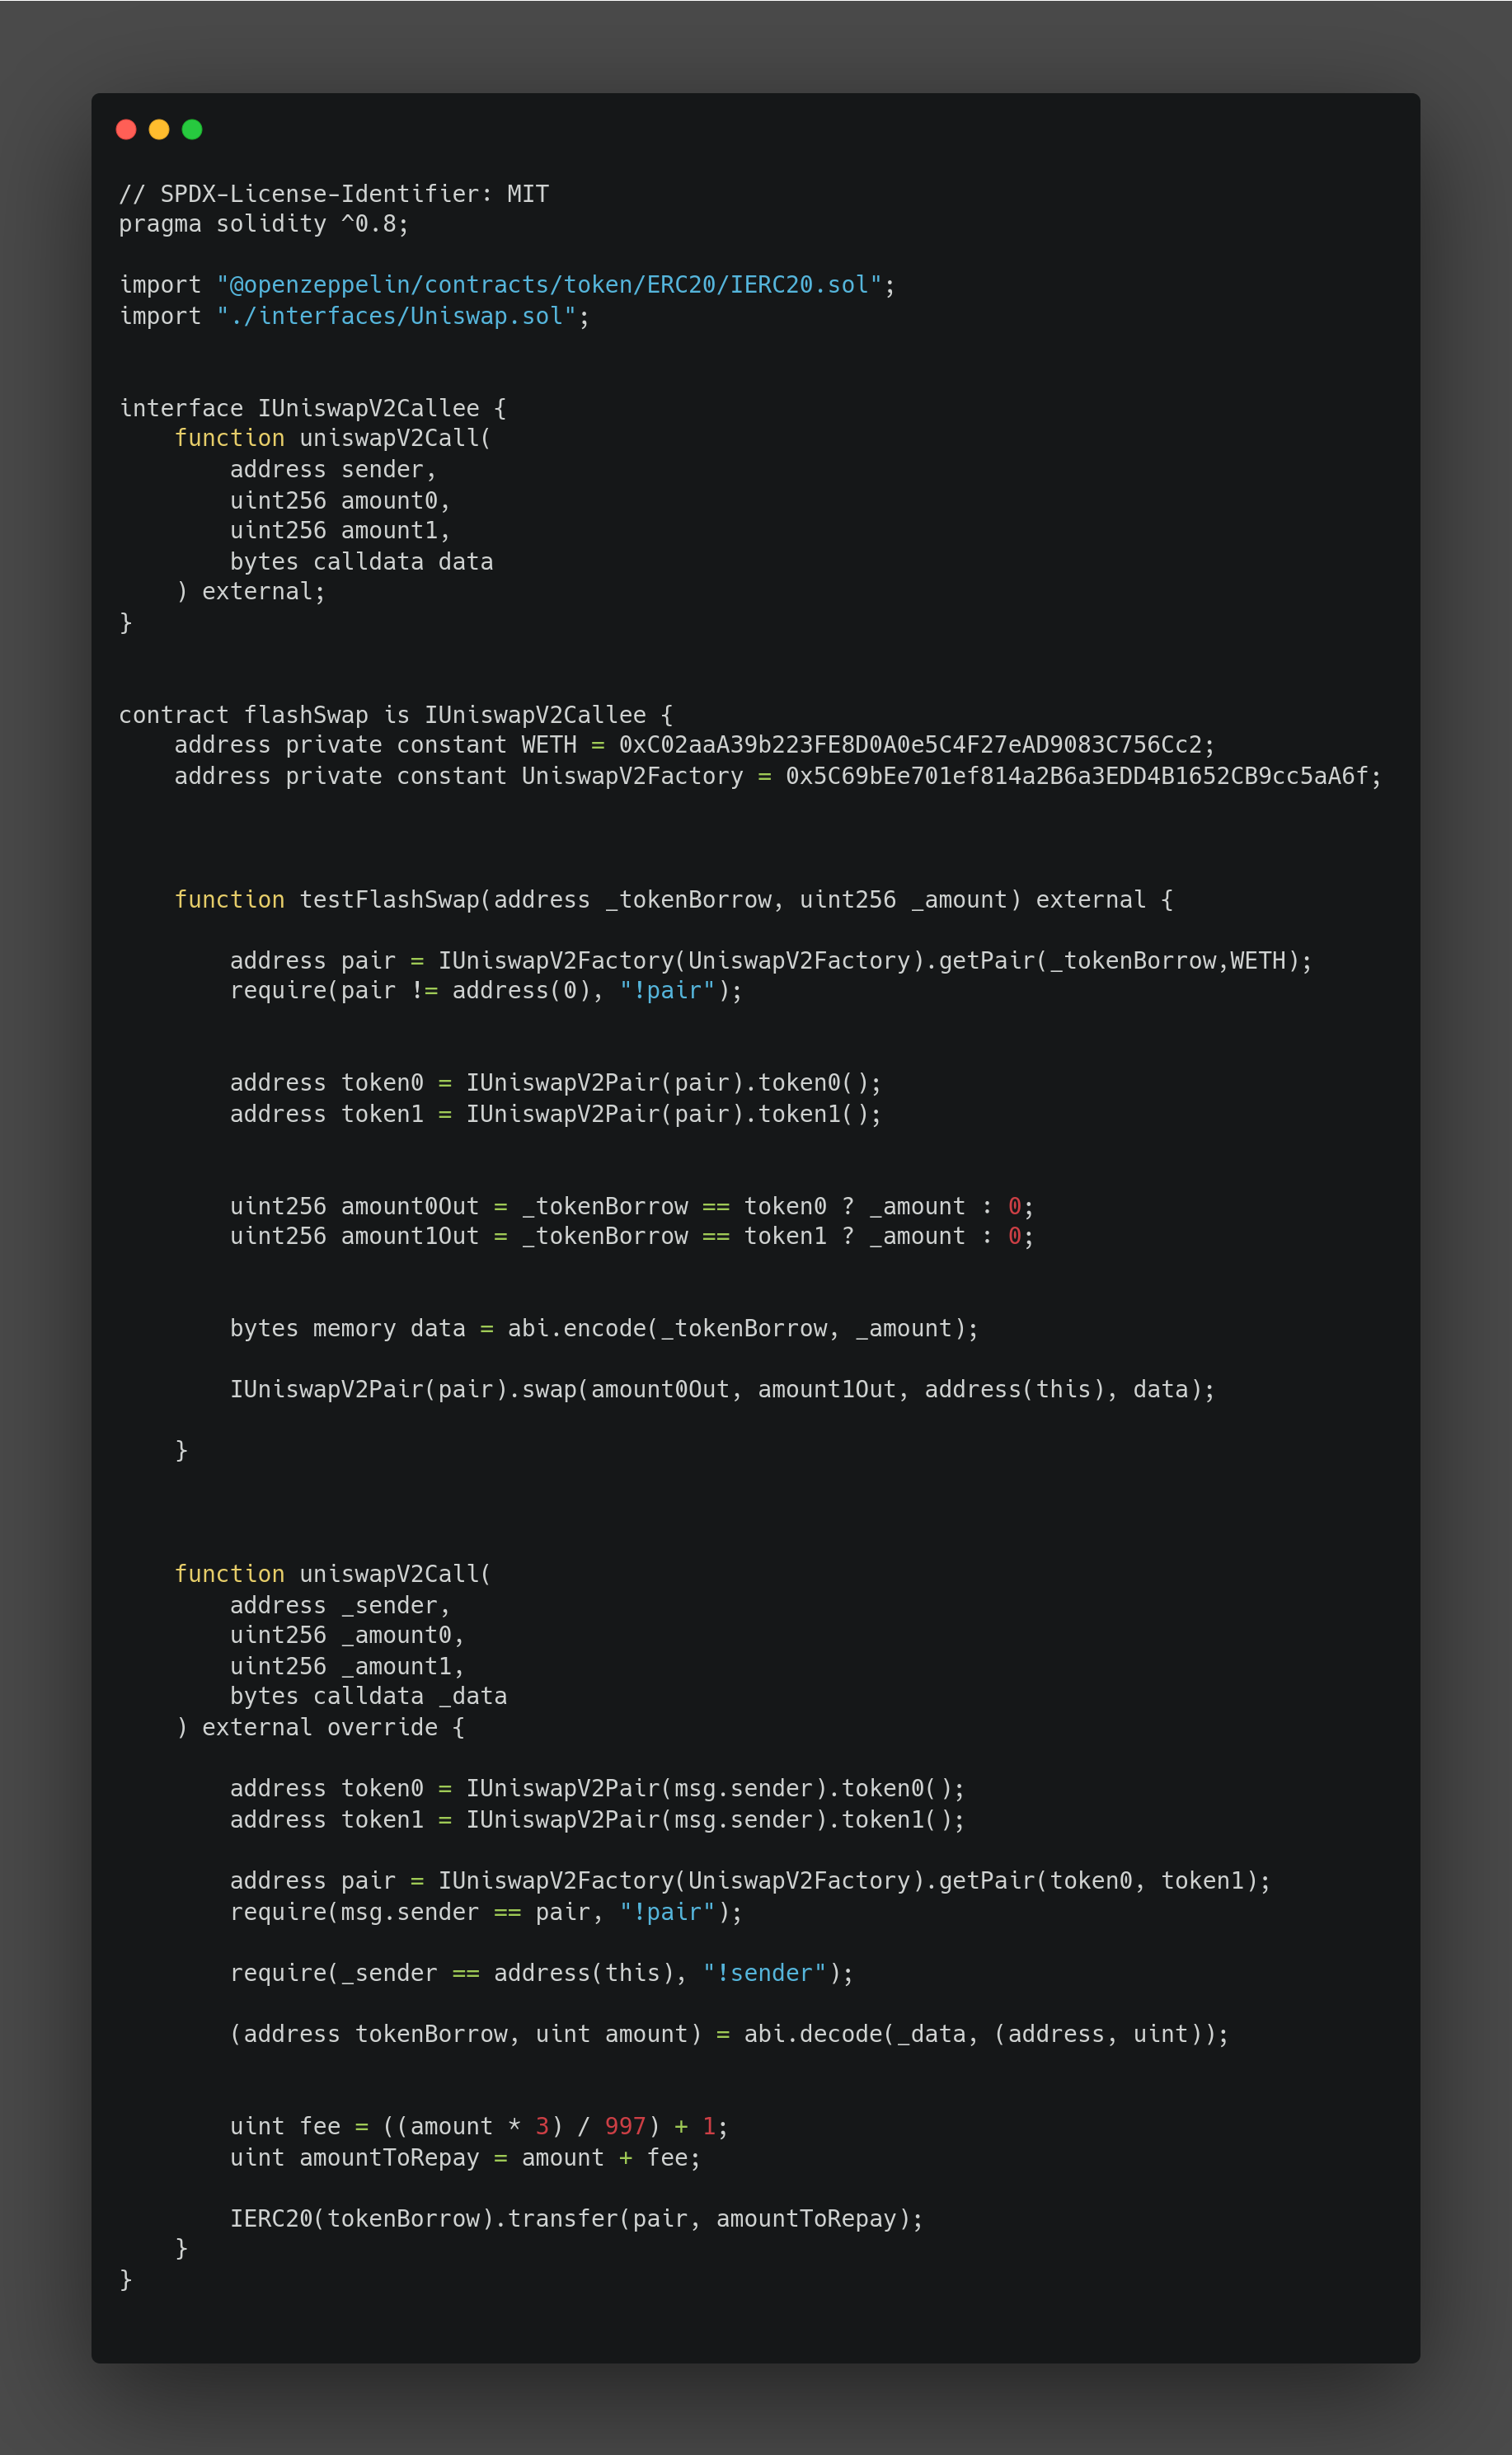 // SPDX-License-Identifier: MIT
pragma solidity ^0.8;
import "@openzeppelin/contracts/token/ERC20/IERC20.sol";
import "./interfaces/Uniswap.sol";
interface IUniswapV2Callee {
    function uniswapV2Call(
        address sender,
        uint256 amount0,
        uint256 amount1,
        bytes calldata data
    ) external;
}
contract flashSwap is IUniswapV2Callee {
    address private constant WETH = 0xC02aaA39b223FE8D0A0e5C4F27eAD9083C756Cc2;
    address private constant UniswapV2Factory = 0x5C69bEe701ef814a2B6a3EDD4B1652CB9cc5aA6f;
    function testFlashSwap(address _tokenBorrow, uint256 _amount) external {
        address pair = IUniswapV2Factory(UniswapV2Factory).getPair(_tokenBorrow,WETH);
        require(pair != address(0), "!pair");
        address token0 = IUniswapV2Pair(pair).token0();
        address token1 = IUniswapV2Pair(pair).token1();
        uint256 amount0Out = _tokenBorrow == token0 ? _amount : 0;
        uint256 amount1Out = _tokenBorrow == token1 ? _amount : 0;
        bytes memory data = abi.encode(_tokenBorrow, _amount);
        IUniswapV2Pair(pair).swap(amount0Out, amount1Out, address(this), data);
    }
    function uniswapV2Call(
        address _sender,
        uint256 _amount0,
        uint256 _amount1,
        bytes calldata _data
    ) external override {
        address token0 = IUniswapV2Pair(msg.sender).token0();
        address token1 = IUniswapV2Pair(msg.sender).token1();
        address pair = IUniswapV2Factory(UniswapV2Factory).getPair(token0, token1);
        require(msg.sender == pair, "!pair");
        require(_sender == address(this), "!sender");
        (address tokenBorrow, uint amount) = abi.decode(_data, (address, uint));
        uint fee = ((amount * 3) / 997) + 1;
        uint amountToRepay = amount + fee;
        IERC20(tokenBorrow).transfer(pair, amountToRepay);
    }
}